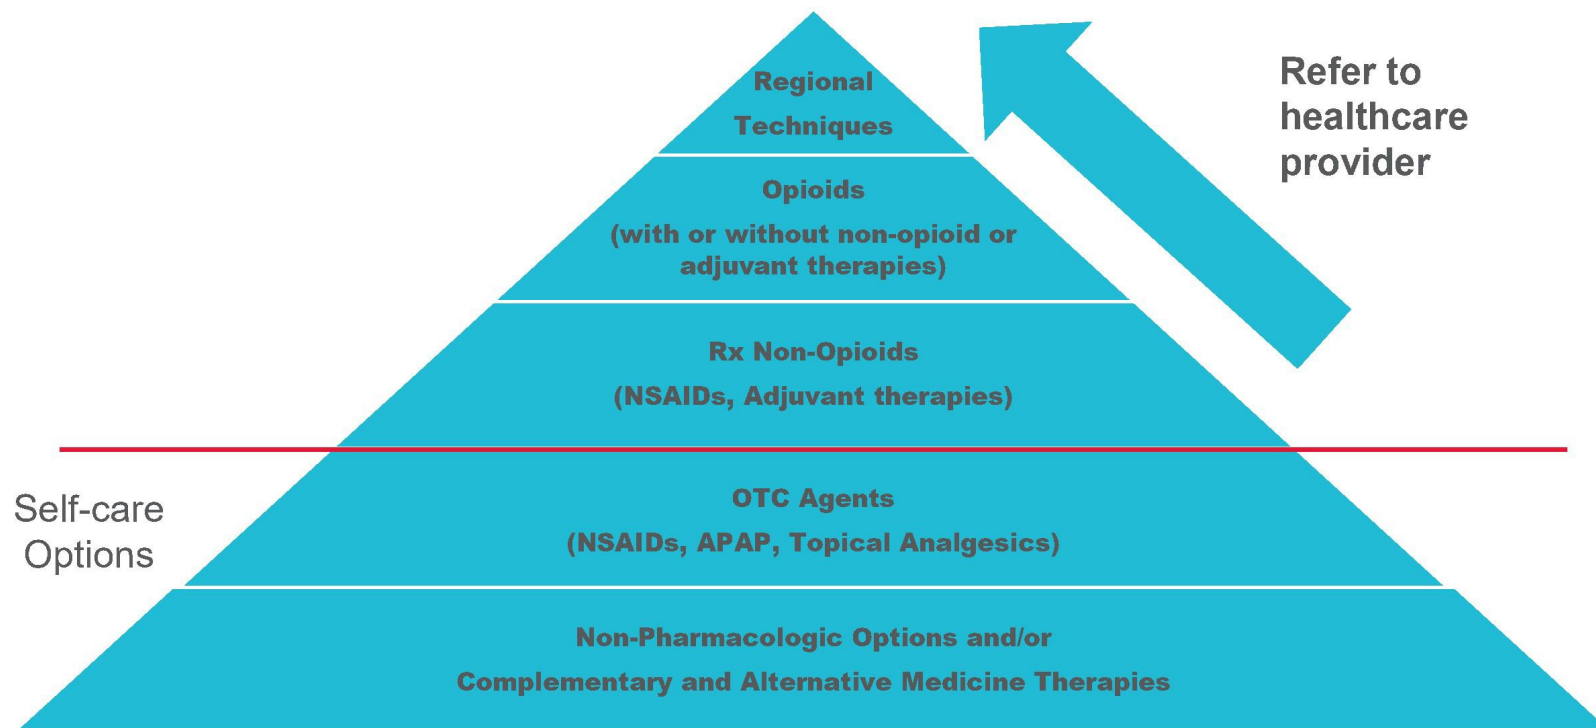 Regional
Techniques
Refer to
healthcare
provider
Opioids
(with or without non-opioid or
adjuvant therapies)
Rx Non-Opioids
(NSAIDs, Adjuvant therapies)
Self-care
Options
OTC Agents
(NSAIDs, APAP, Topical Analgesics)
Non-Pharmacologic Options and/or
Complementary and Alternative Medicine Therapies